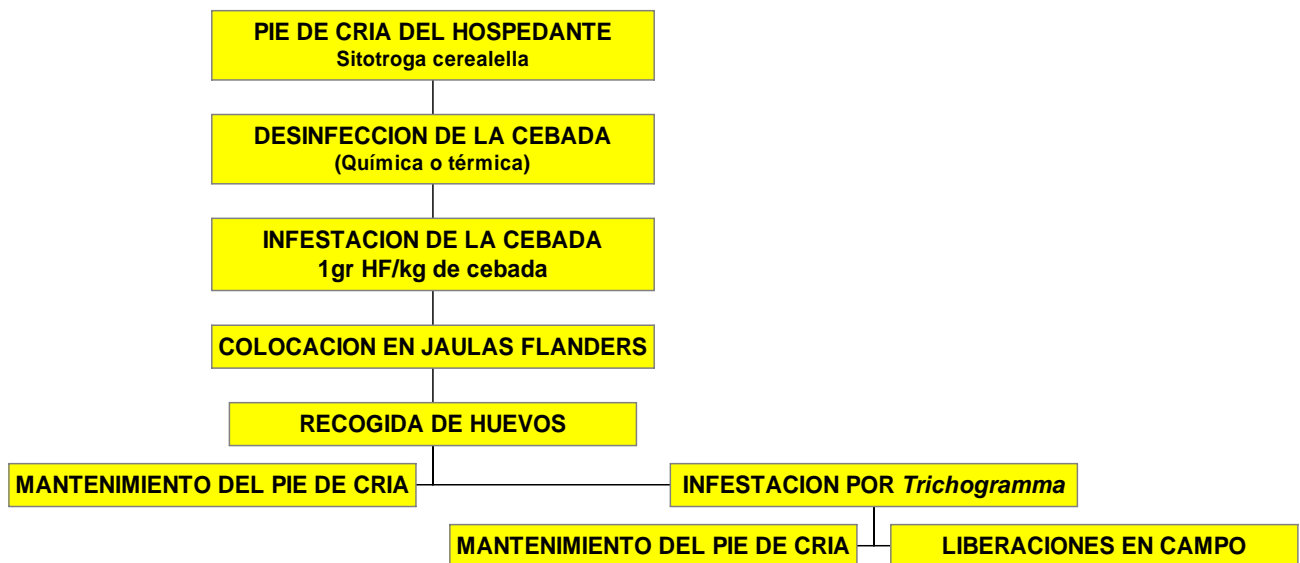 PIE DE CRIA DEL HOSPEDANTE
Sitotroga cerealella
DESINFECCION DE LA CEBADA
(Química o térmica)
INFESTACION DE LA CEBADA
1gr HF/kg de cebada
COLOCACION EN JAULAS FLANDERS
RECOGIDA DE HUEVOS
MANTENIMIENTO DEL PIE DE CRIA
INFESTACION POR Trichogramma
MANTENIMIENTO DEL PIE DE CRIA
LIBERACIONES EN CAMPO